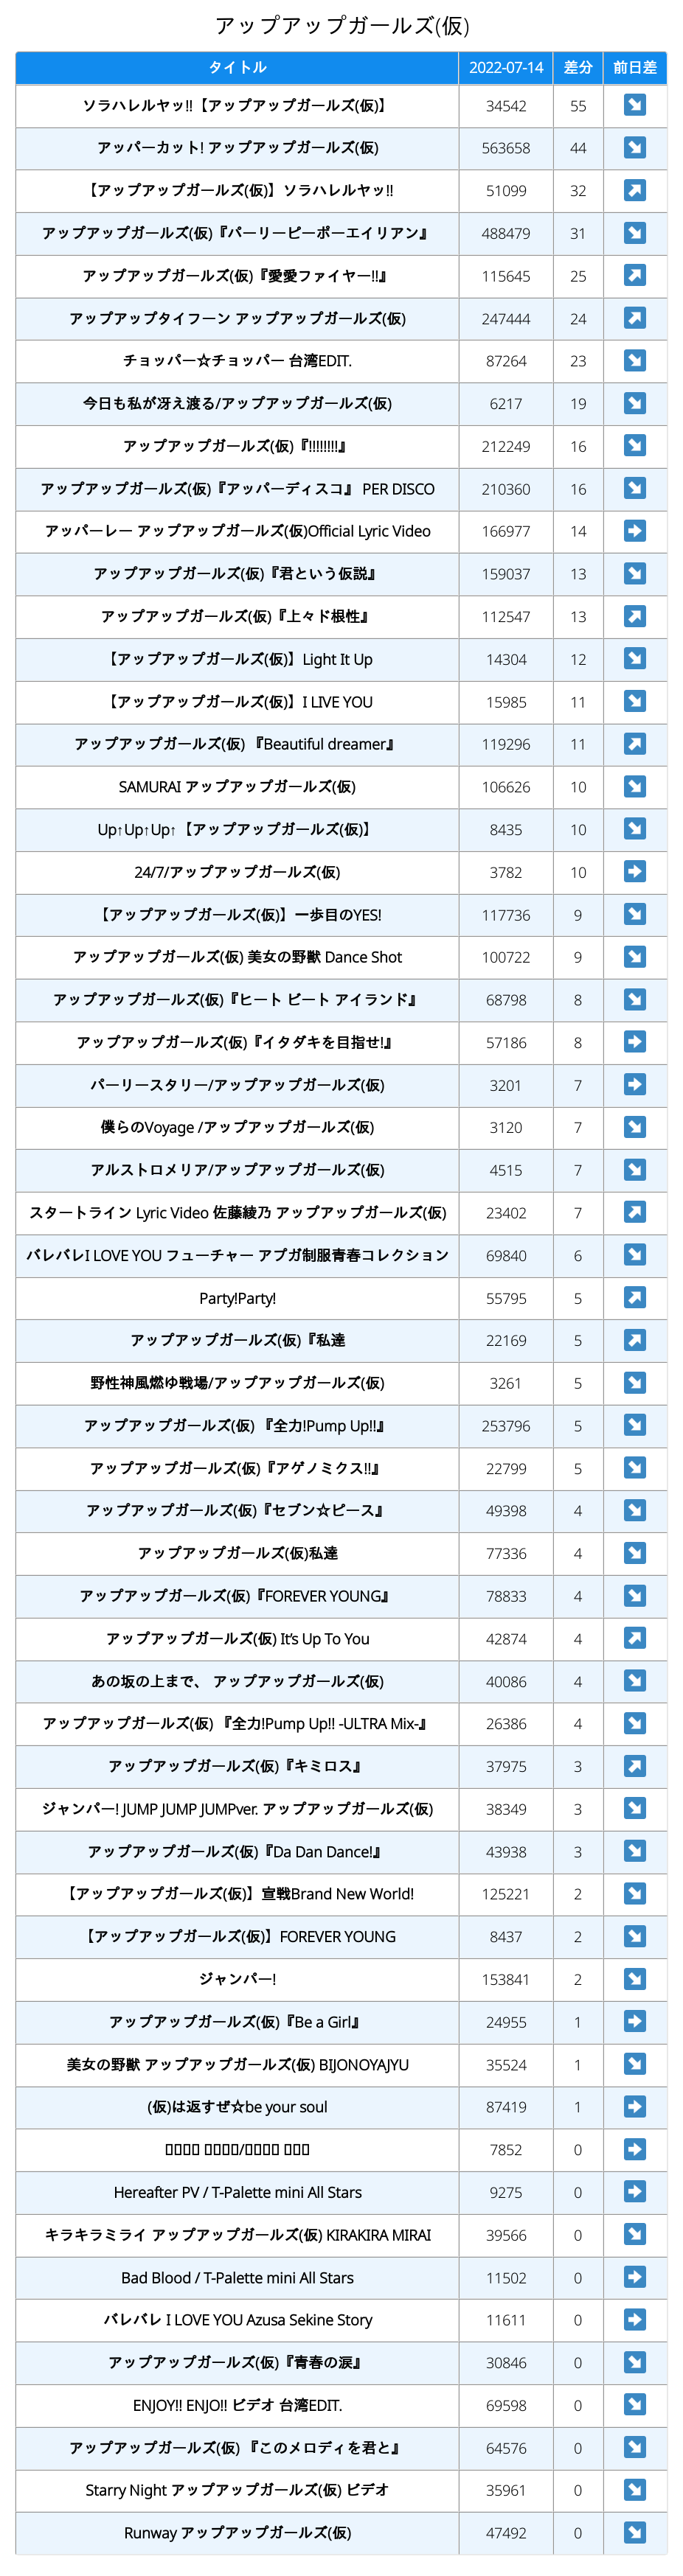 アップアップガールズ(仮)
タイトル 2022-07-14 差分 前日差
ソラハレルヤッ!!【アップアップガールズ(仮)】 34542 55 ↘
アッパーカット! アップアップガールズ(仮) 563658 44 ↘
【アップアップガールズ(仮)】ソラハレルヤッ!! 51099 32 ↗
アップアップガールズ(仮)『パーリーピーポーエイリアン』 488479 31 ↘
アップアップガールズ(仮)『愛愛ファイヤー!!』 115645 25 ↗
アップアップタイフーン アップアップガールズ(仮) 247444 24 ↗
チョッパー☆チョッパー 台湾EDIT. 87264 23 ↘
今日も私が冴え渡る/アップアップガールズ(仮) 6217 19 ↘
アップアップガールズ(仮)『!!!!!!!!』 212249 16 ↘
アップアップガールズ(仮)『アッパーディスコ』 PER DISCO 210360 16 ↘
アッパーレー アップアップガールズ(仮)Official Lyric Video 166977 14 ➡
アップアップガールズ(仮)『君という仮説』 159037 13 ↘
アップアップガールズ(仮)『上々ド根性』 112547 13 ↗
【アップアップガールズ(仮)】Light It Up 14304 12 ↘
【アップアップガールズ(仮)】I LIVE YOU 15985 11 ↘
アップアップガールズ(仮) 『Beautiful dreamer』 119296 11 ↗
SAMURAI アップアップガールズ(仮) 106626 10 ↘
Up↑Up↑Up↑【アップアップガールズ(仮)】 8435 10 ↘
24/7/アップアップガールズ(仮) 3782 10 ➡
【アップアップガールズ(仮)】一歩目のYES! 117736 9 ↘
アップアップガールズ(仮) 美女の野獣 Dance Shot 100722 9 ↘
アップアップガールズ(仮)『ヒート ビート アイランド』 68798 8 ↘
アップアップガールズ(仮)『イタダキを目指せ!』 57186 8 ➡
パーリースタリー/アップアップガールズ(仮) 3201 7 ➡
僕らのVoyage /アップアップガールズ(仮) 3120 7 ↘
アルストロメリア/アップアップガールズ(仮) 4515 7 ↘
スタートライン Lyric Video 佐藤綾乃 アップアップガールズ(仮) 23402 7 ↗
バレバレI LOVE YOU フューチャー アプガ制服青春コレクション 69840 6 ↘
Party!Party! 55795 5 ↗
アップアップガールズ(仮)『私達 22169 5 ↗
野性神風燃ゆ戦場/アップアップガールズ(仮) 3261 5 ↘
アップアップガールズ(仮) 『全力!Pump Up!!』 253796 5 ↘
アップアップガールズ(仮)『アゲノミクス!!』 22799 5 ↘
アップアップガールズ(仮)『セブン☆ピース』 49398 4 ↘
アップアップガールズ(仮)私達 77336 4 ↘
アップアップガールズ(仮)『FOREVER YOUNG』 78833 4 ↘
アップアップガールズ(仮) It's Up To You 42874 4 ↗
あの坂の上まで、 アップアップガールズ(仮) 40086 4 ↘
アップアップガールズ(仮) 『全力!Pump Up!! -ULTRA Mix-』 26386 4 ↘
アップアップガールズ(仮)『キミロス』 37975 3 ↗
ジャンパー! JUMP JUMP JUMPver. アップアップガールズ(仮) 38349 3 ↘
アップアップガールズ(仮)『Da Dan Dance!』 43938 3 ↘
【アップアップガールズ(仮)】宣戦Brand New World! 125221 2 ↘
【アップアップガールズ(仮)】FOREVER YOUNG 8437 2 ↘
ジャンパー! 153841 2 ↘
アップアップガールズ(仮)『Be a Girl』 24955 1 ➡
美女の野獣 アップアップガールズ(仮) BIJONOYAJYU 35524 1 ↘
(仮)は返すぜ☆be your soul 87419 1 ➡
▯▯▯▯ ▯▯▯▯/▯▯▯▯ ▯▯▯ 7852 0 ➡
Hereafter PV / T-Palette mini All Stars 9275 0 ➡
キラキラミライ アップアップガールズ(仮) KIRAKIRA MIRAI 39566 0 ↘
Bad Blood / T-Palette mini All Stars 11502 0 ➡
バレバレ I LOVE YOU Azusa Sekine Story 11611 0 ➡
アップアップガールズ(仮)『青春の涙』 30846 0 ↘
ENJOY!! ENJO!! ビデオ 台湾EDIT. 69598 0 ↘
アップアップガールズ(仮) 『このメロディを君と』 64576 0 ↘
Starry Night アップアップガールズ(仮) ビデオ 35961 0 ↘
Runway アップアップガールズ(仮) 47492 0 ↘